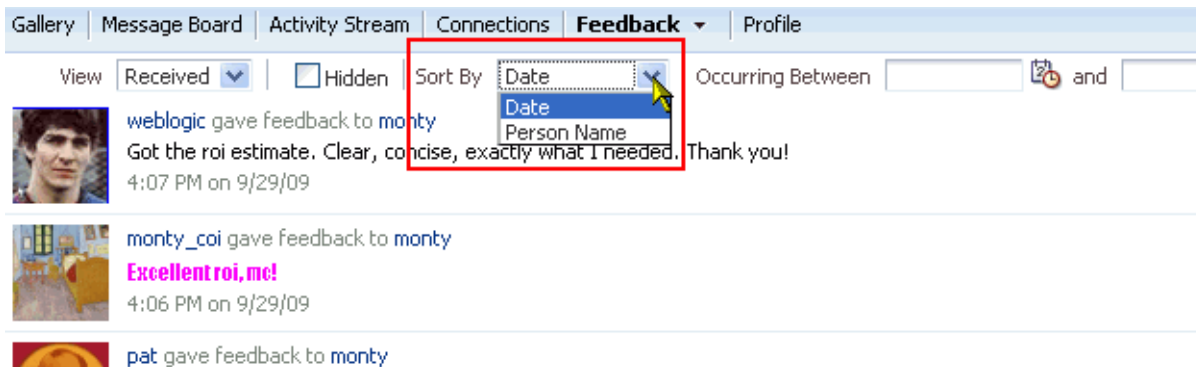 Gallery Message Board Activity Stream Connections Feedback Profile
View Received Hidden Sort By Date Occurring Between and
Date
Person Name
weblogic gave feedback to monty
Got the roi estimate. Clear, concise, exactly what I needed. Thank you!
4:07 PM on 9/29/09
monty_coi gave feedback to monty
Excellent roi, mc!
4:06 PM on 9/29/09
pat gave feedback to monty